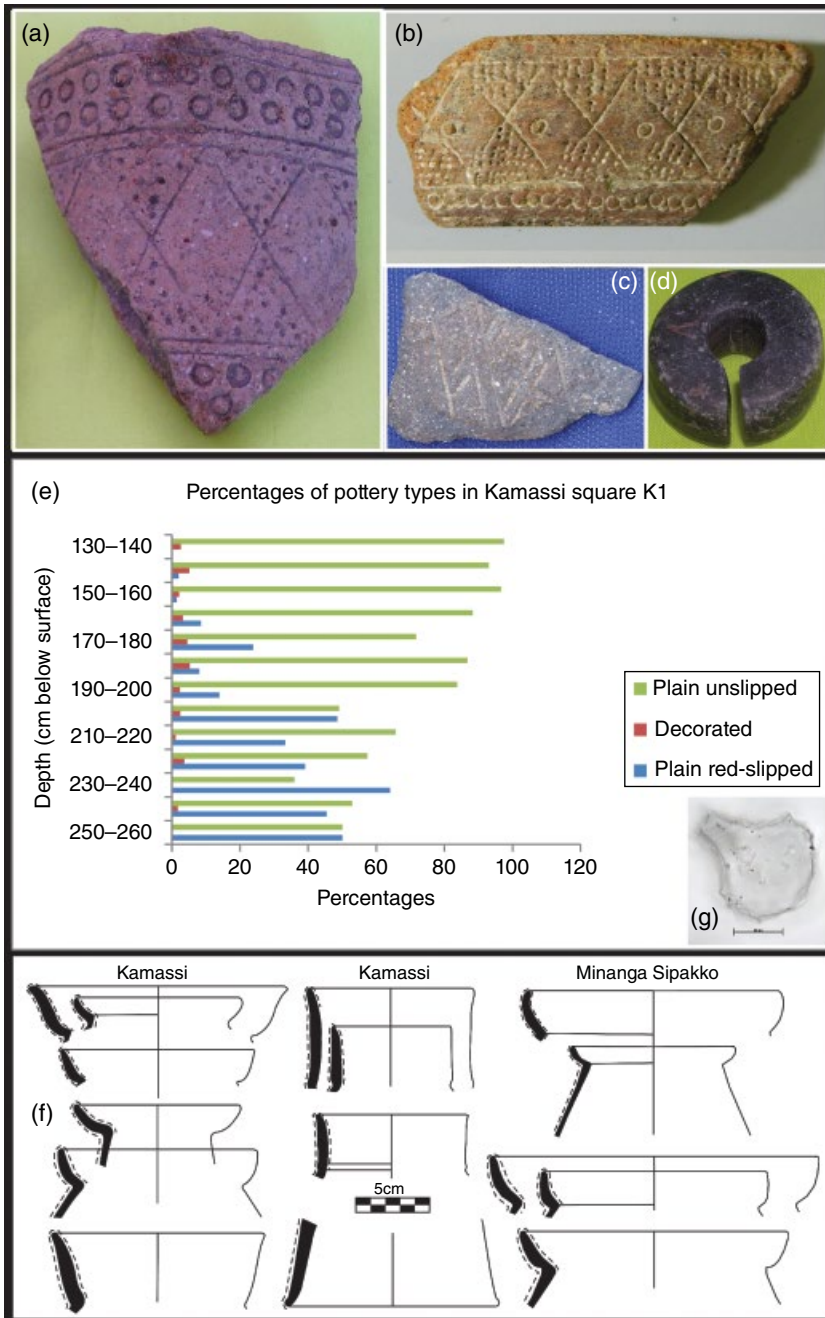 (a)
(b)
(c)
(d)
(e)
Percentages of pottery types in Kamassi square K1
Depth (cm below surface)
130–140
150–160
170–180
190–200
210–220
230–240
250–260
0 20 40 60 80 100 120
Percentages
Plain unslipped
Decorated
Plain red-slipped
(g)
Kamassi
Kamassi
Minanga Sipakko
(f)
5cm